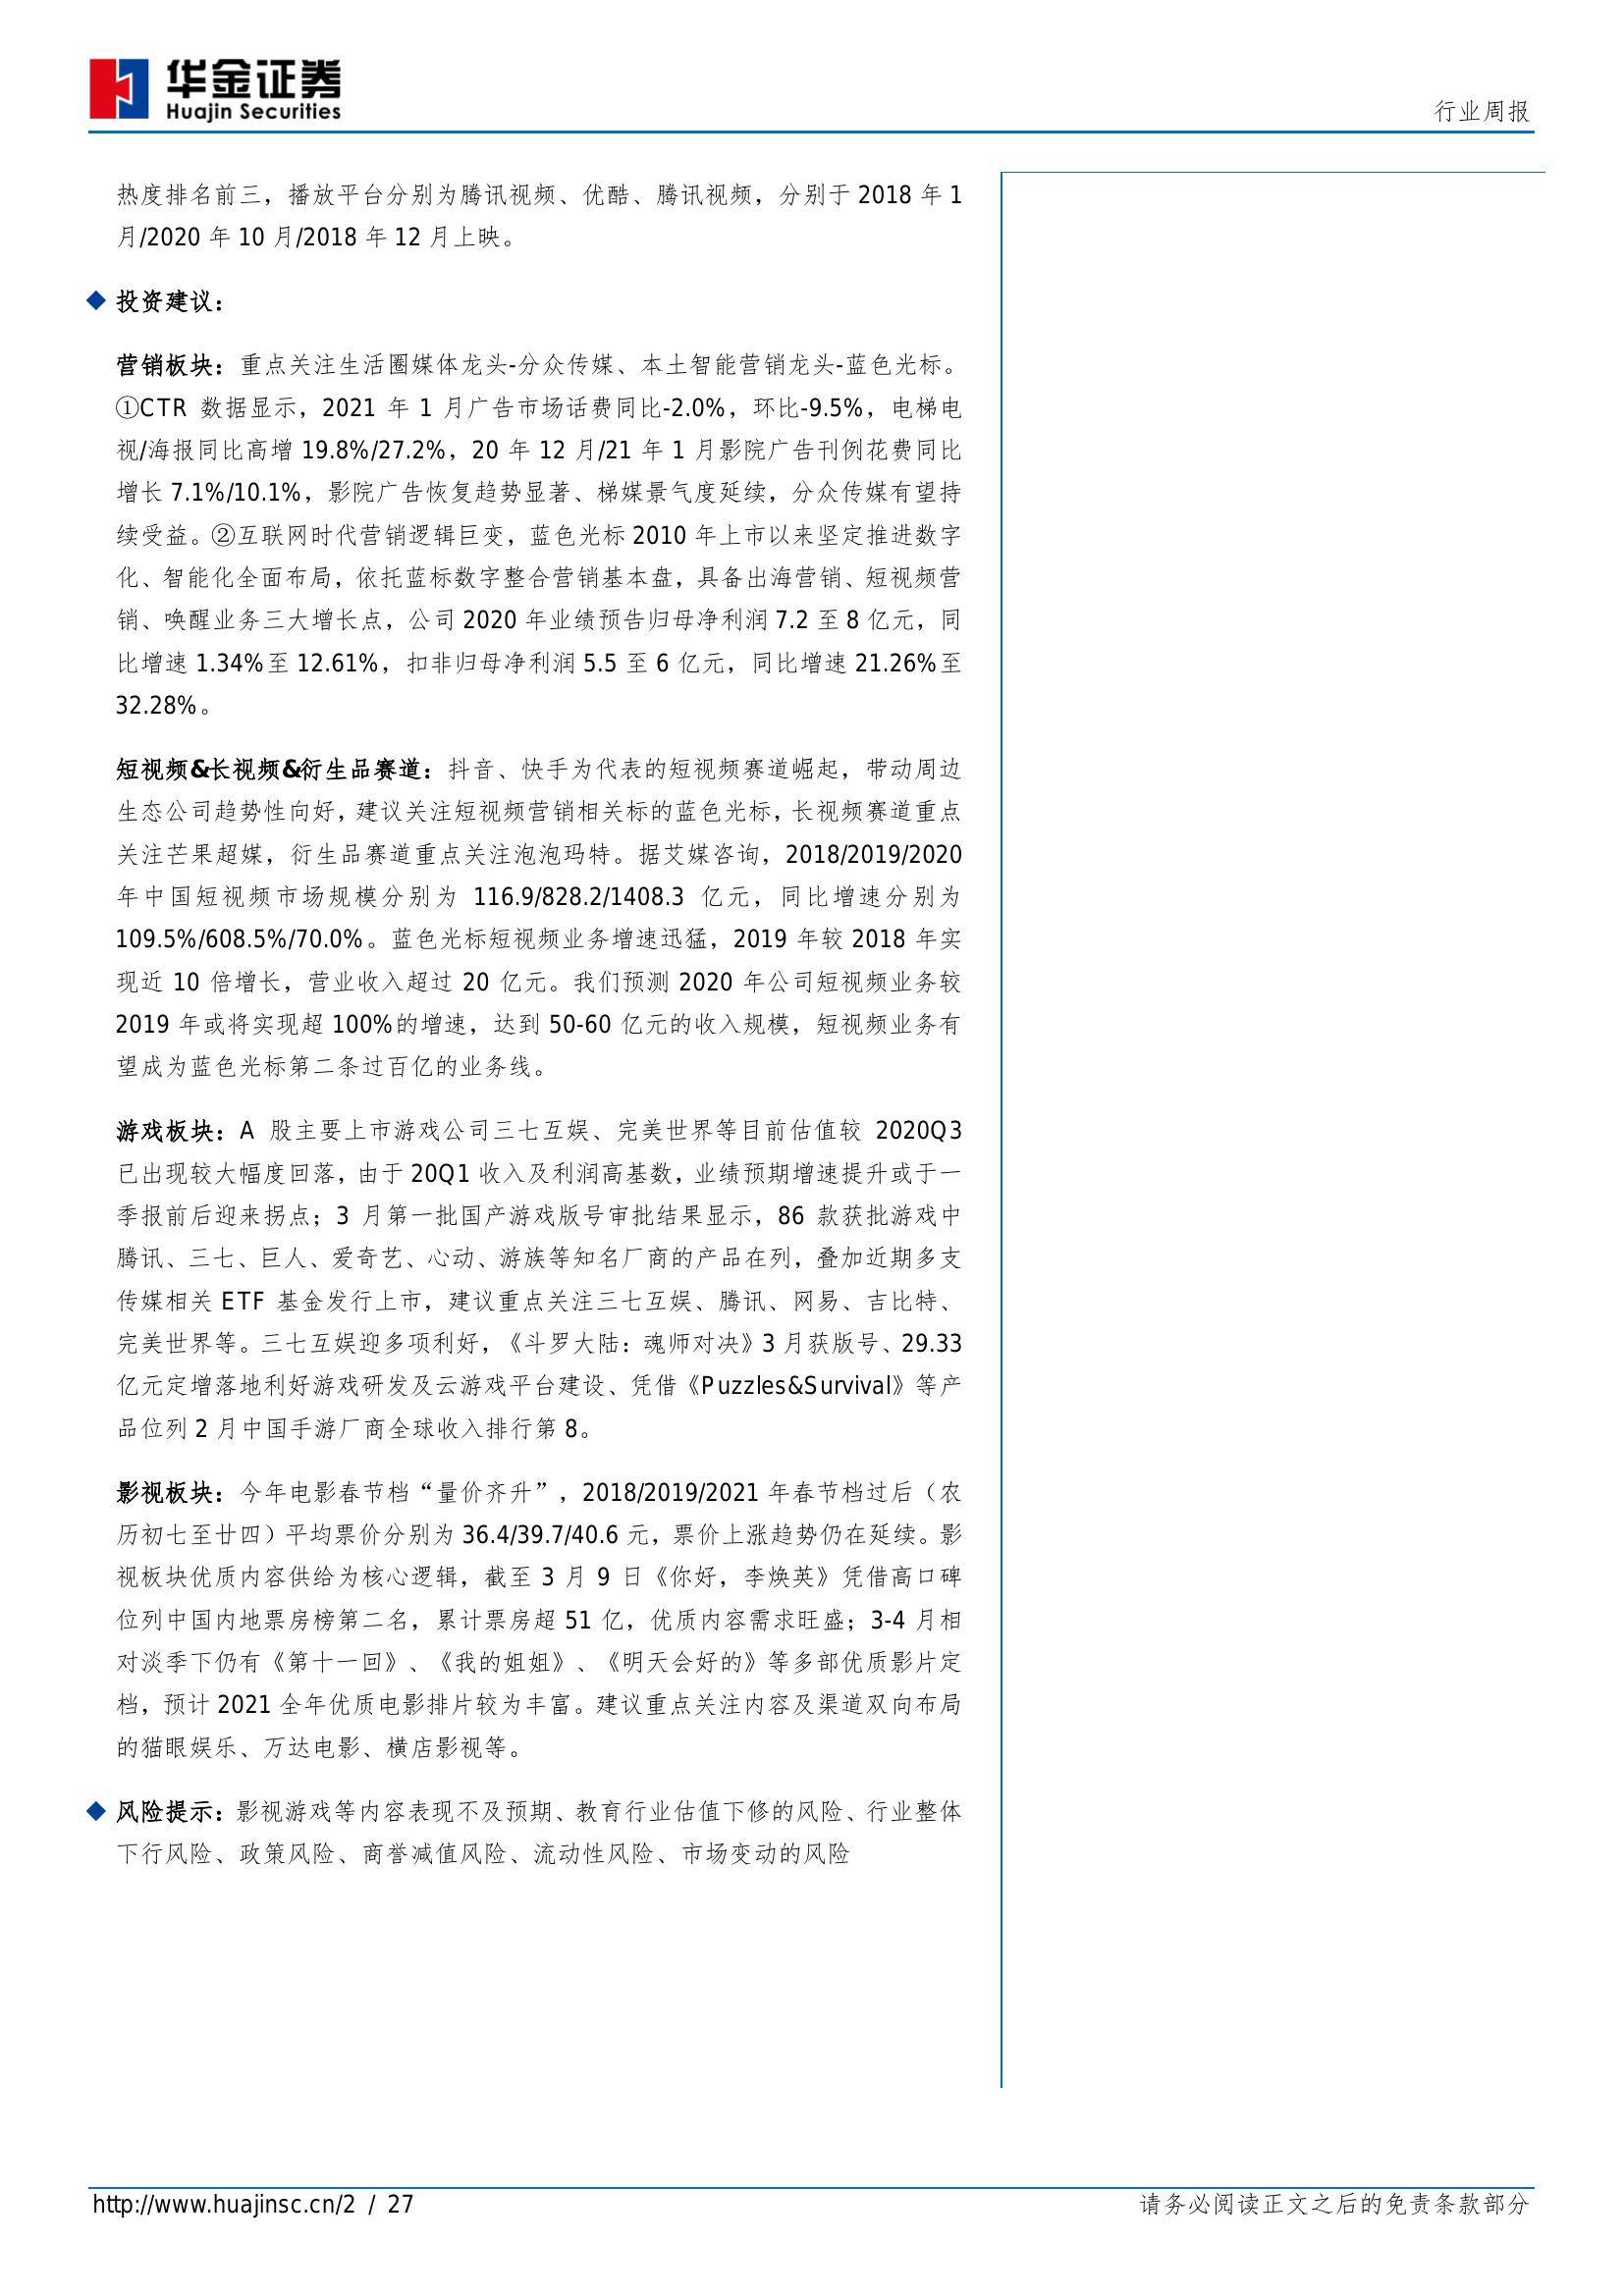 华金证券
Huajin Securities
行业周报
热度排名前三，播放平台分别为腾讯视频、优酷、腾讯视频，分别于 2018 年 1
月/2020 年 10 月/2018 年 12 月上映。
投资建议：
营销板块：重点关注生活圈媒体龙头-分众传媒、本土智能营销龙头-蓝色光标。
①CTR 数据显示，2021 年 1 月广告市场话费同比-2.0%，环比-9.5%，电梯电
视/海报同比高增 19.8%/27.2%，20 年 12 月/21 年 1 月影院广告刊例花费同比
增长 7.1%/10.1%，影院广告恢复趋势显著、梯媒景气度延续，分众传媒有望持
续受益。②互联网时代营销逻辑巨变，蓝色光标 2010 年上市以来坚定推进数字
化、智能化全面布局，依托蓝标数字整合营销基本盘，具备出海营销、短视频营
销、唤醒业务三大增长点，公司 2020 年业绩预告归母净利润 7.2 至 8 亿元，同
比增速 1.34%至 12.61%，扣非归母净利润 5.5 至 6 亿元，同比增速 21.26%至
32.28%。
短视频&长视频&衍生品赛道：抖音、快手为代表的短视频赛道崛起，带动周边
生态公司趋势性向好，建议关注短视频营销相关标的蓝色光标，长视频赛道重点
关注芒果超媒，衍生品赛道重点关注泡泡玛特。据艾媒咨询，2018/2019/2020
年中国短视频市场规模分别为 116.9/828.2/1408.3 亿元，同比增速分别为
109.5%/608.5%/70.0%。蓝色光标短视频业务增速迅猛，2019 年较 2018 年实
现近 10 倍增长，营业收入超过 20 亿元。我们预测 2020 年公司短视频业务较
2019 年或将实现超 100%的增速，达到 50-60 亿元的收入规模，短视频业务有
望成为蓝色光标第二条过百亿的业务线。
游戏板块：A 股主要上市游戏公司三七互娱、完美世界等目前估值较 2020Q3
已出现较大幅度回落，由于 20Q1 收入及利润高基数，业绩预期增速提升或于一
季报前后迎来拐点；3 月第一批国产游戏版号审批结果显示，86 款获批游戏中
腾讯、三七、巨人、爱奇艺、心动、游族等知名厂商的产品在列，叠加近期多支
传媒相关 ETF 基金发行上市，建议重点关注三七互娱、腾讯、网易、吉比特、
完美世界等。三七互娱迎多项利好，《斗罗大陆：魂师对决》3 月获版号、29.33
亿元定增落地利好游戏研发及云游戏平台建设、凭借《Puzzles&Survival》等产
品位列 2 月中国手游厂商全球收入排行第 8。
影视板块：今年电影春节档“量价齐升”，2018/2019/2021 年春节档过后（农
历初七至廿四）平均票价分别为 36.4/39.7/40.6 元，票价上涨趋势仍在延续。影
视板块优质内容供给为核心逻辑，截至 3 月 9 日《你好，李焕英》凭借高口碑
位列中国内地票房榜第二名，累计票房超 51 亿，优质内容需求旺盛；3-4 月相
对淡季下仍有《第十一回》、《我的姐姐》、《明天会好的》等多部优质影片定
档，预计 2021 全年优质电影排片较为丰富。建议重点关注内容及渠道双向布局
的猫眼娱乐、万达电影、横店影视等。
风险提示：影视游戏等内容表现不及预期、教育行业估值下修的风险、行业整体
下行风险、政策风险、商誉减值风险、流动性风险、市场变动的风险
http://www.huajinsc.cn/2 / 27
请务必阅读正文之后的免责条款部分